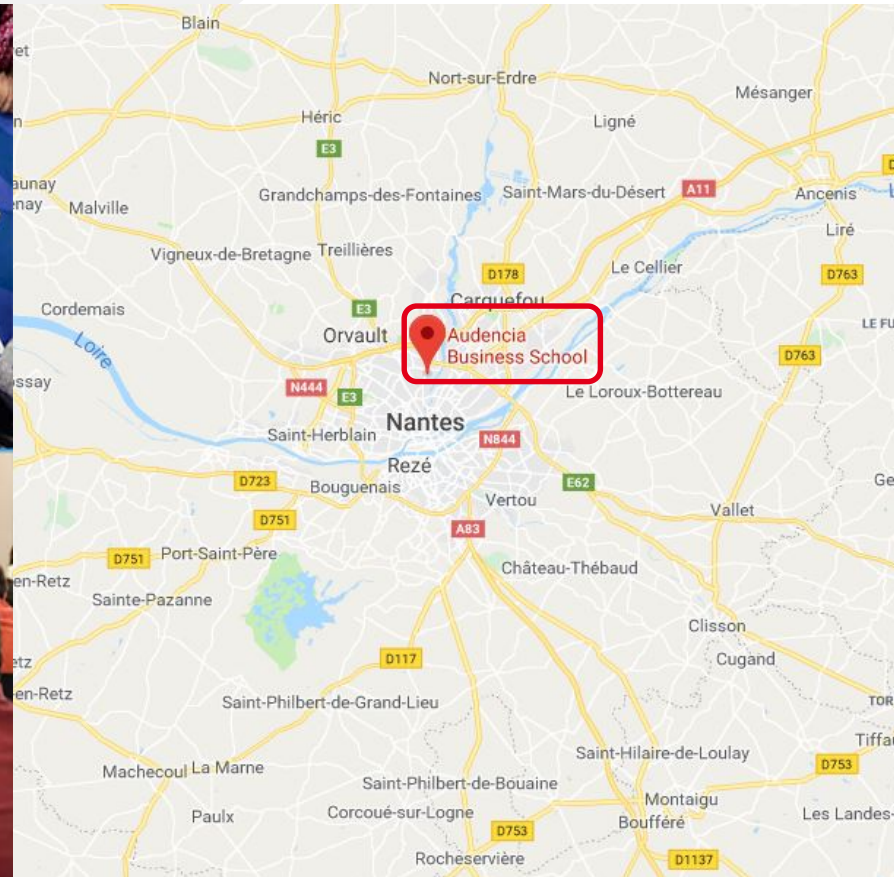 Blain
et
Nort-sur-Erdre
Mésanger
Héric
Ligné
E3
aunay
nay
Malville
Grandchamps-des-Fontaines
Saint-Mars-du-Désert
A11
Ancenis
Liré
Vigneux-de-Bretagne
Treillières
D178
Le Cellier
D763
Cordemais
E3
Carquefou
Loire
Orvault
Audencia
Business School
LE FU
D763
ssay
N444
E3
Le Loroux-Bottereau
Nantes
Saint-Herblain
N844
Rezé
D723
Bouguenais
E62
Ge
Vertou
Vallet
D751
A83
D751
Port-Saint-Père
Château-Thébaud
en-Retz
Sainte-Pazanne
Clisson
D117
Cugand
etz
en-Retz
Saint-Philbert-de-Grand-Lieu
TOR
Tiffau
Saint-Hilaire-de-Loulay
D753
Machecoul
La Marne
Saint-Philbert-de-Bouaine
Montaigu
Paulx
Corcoué-sur-Logne
Boufféré
Les Landes-
D753
Rocheservière
D1137